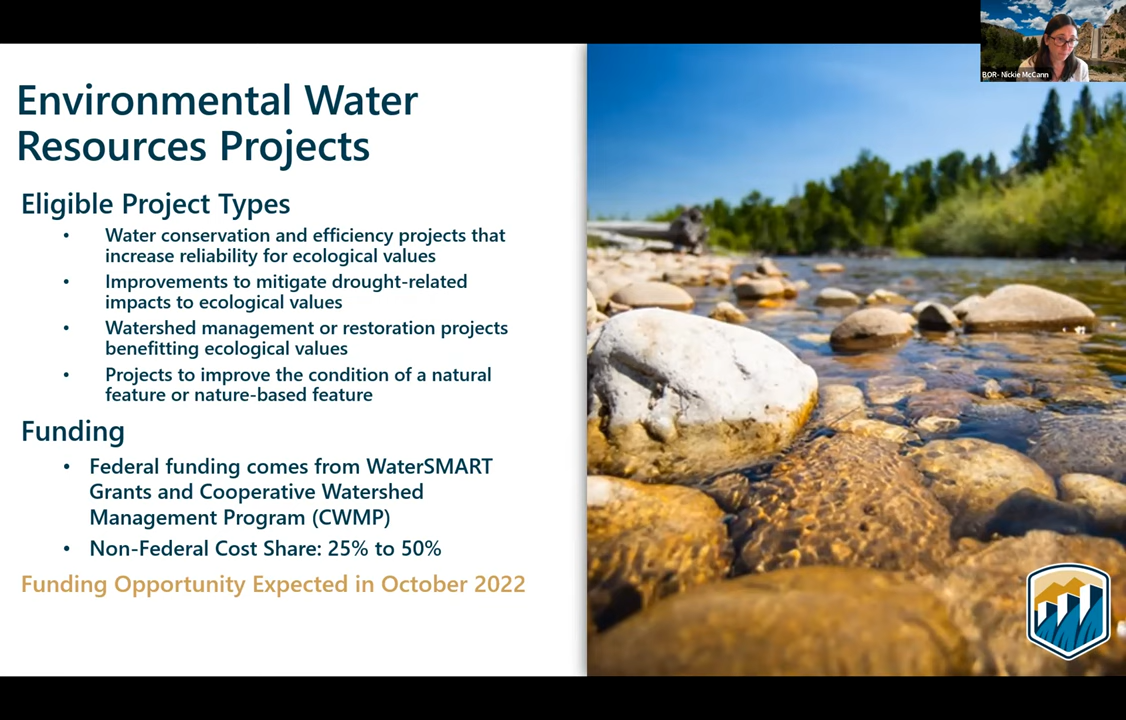 BOR- Nickie McCann
Environmental Water
Resources Projects
Eligible Project Types
• Water conservation and efficiency projects that
increase reliability for ecological values
• Improvements to mitigate drought-related
impacts to ecological values
• Watershed management or restoration projects
benefitting ecological values
• Projects to improve the condition of a natural
feature or nature-based feature
Funding
• Federal funding comes from WaterSMART
Grants and Cooperative Watershed
Management Program (CWMP)
• Non-Federal Cost Share: 25% to 50%
Funding Opportunity Expected in October 2022